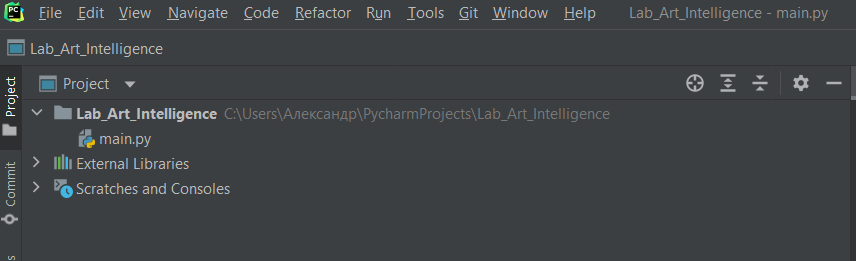 PC File Edit View Navigate Code Refactor Run Tools Git Window Help Lab_Art_Intelligence - main.py
Lab_Art_Intelligence
Project
Project
Lab_Art_Intelligence C:\Users\Александр\PycharmProjects\Lab_Art_Intelligence
main.py
External Libraries
Scratches and Consoles
Commit